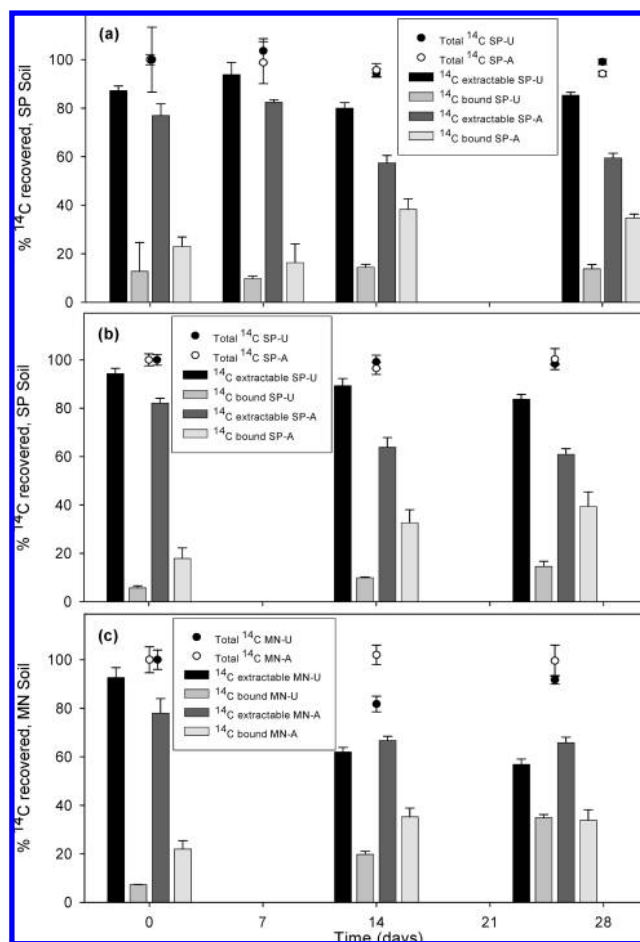 (a)
Total ¹⁴C SP-U
Total ¹⁴C SP-A
¹⁴C extractable SP-U
¹⁴C bound SP-U
¹⁴C extractable SP-A
¹⁴C bound SP-A
% ¹⁴C recovered, SP Soil
100
80
60
40
20
0
(b)
Total ¹⁴C SP-U
Total ¹⁴C SP-A
¹⁴C extractable SP-U
¹⁴C bound SP-U
¹⁴C extractable SP-A
¹⁴C bound SP-A
% ¹⁴C recovered, SP Soil
100
80
60
40
20
0
(c)
Total ¹⁴C MN-U
Total ¹⁴C MN-A
¹⁴C extractable MN-U
¹⁴C bound MN-U
¹⁴C extractable MN-A
¹⁴C bound MN-A
% ¹⁴C recovered, MN Soil
100
80
60
40
20
0
0 7 14 21 28
Time (days)